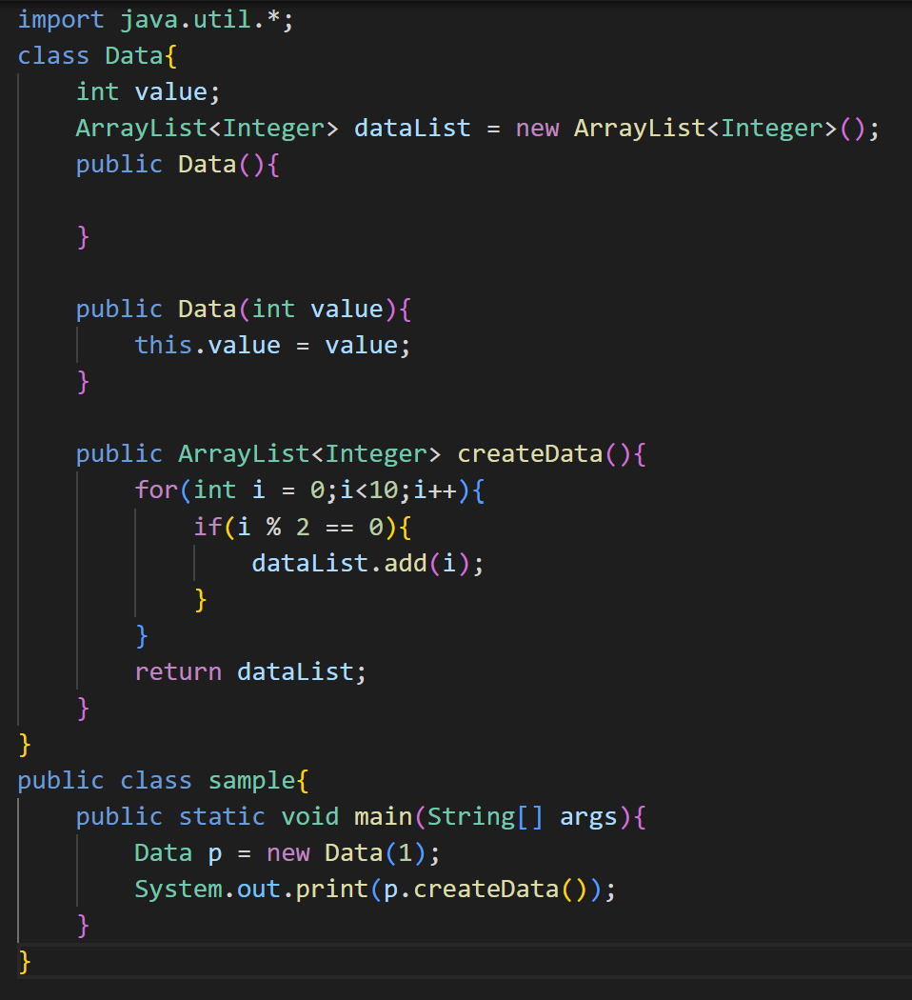 import java.util.*;
class Data{
    int value;
    ArrayList<Integer> dataList = new ArrayList<Integer>();
    public Data(){

    }

    public Data(int value){
        this.value = value;
    }

    public ArrayList<Integer> createData(){
        for(int i = 0;i<10;i++){
            if(i % 2 == 0){
                dataList.add(i);
            }
        }
        return dataList;
    }
}
public class sample{
    public static void main(String[] args){
        Data p = new Data(1);
        System.out.print(p.createData());
    }
}